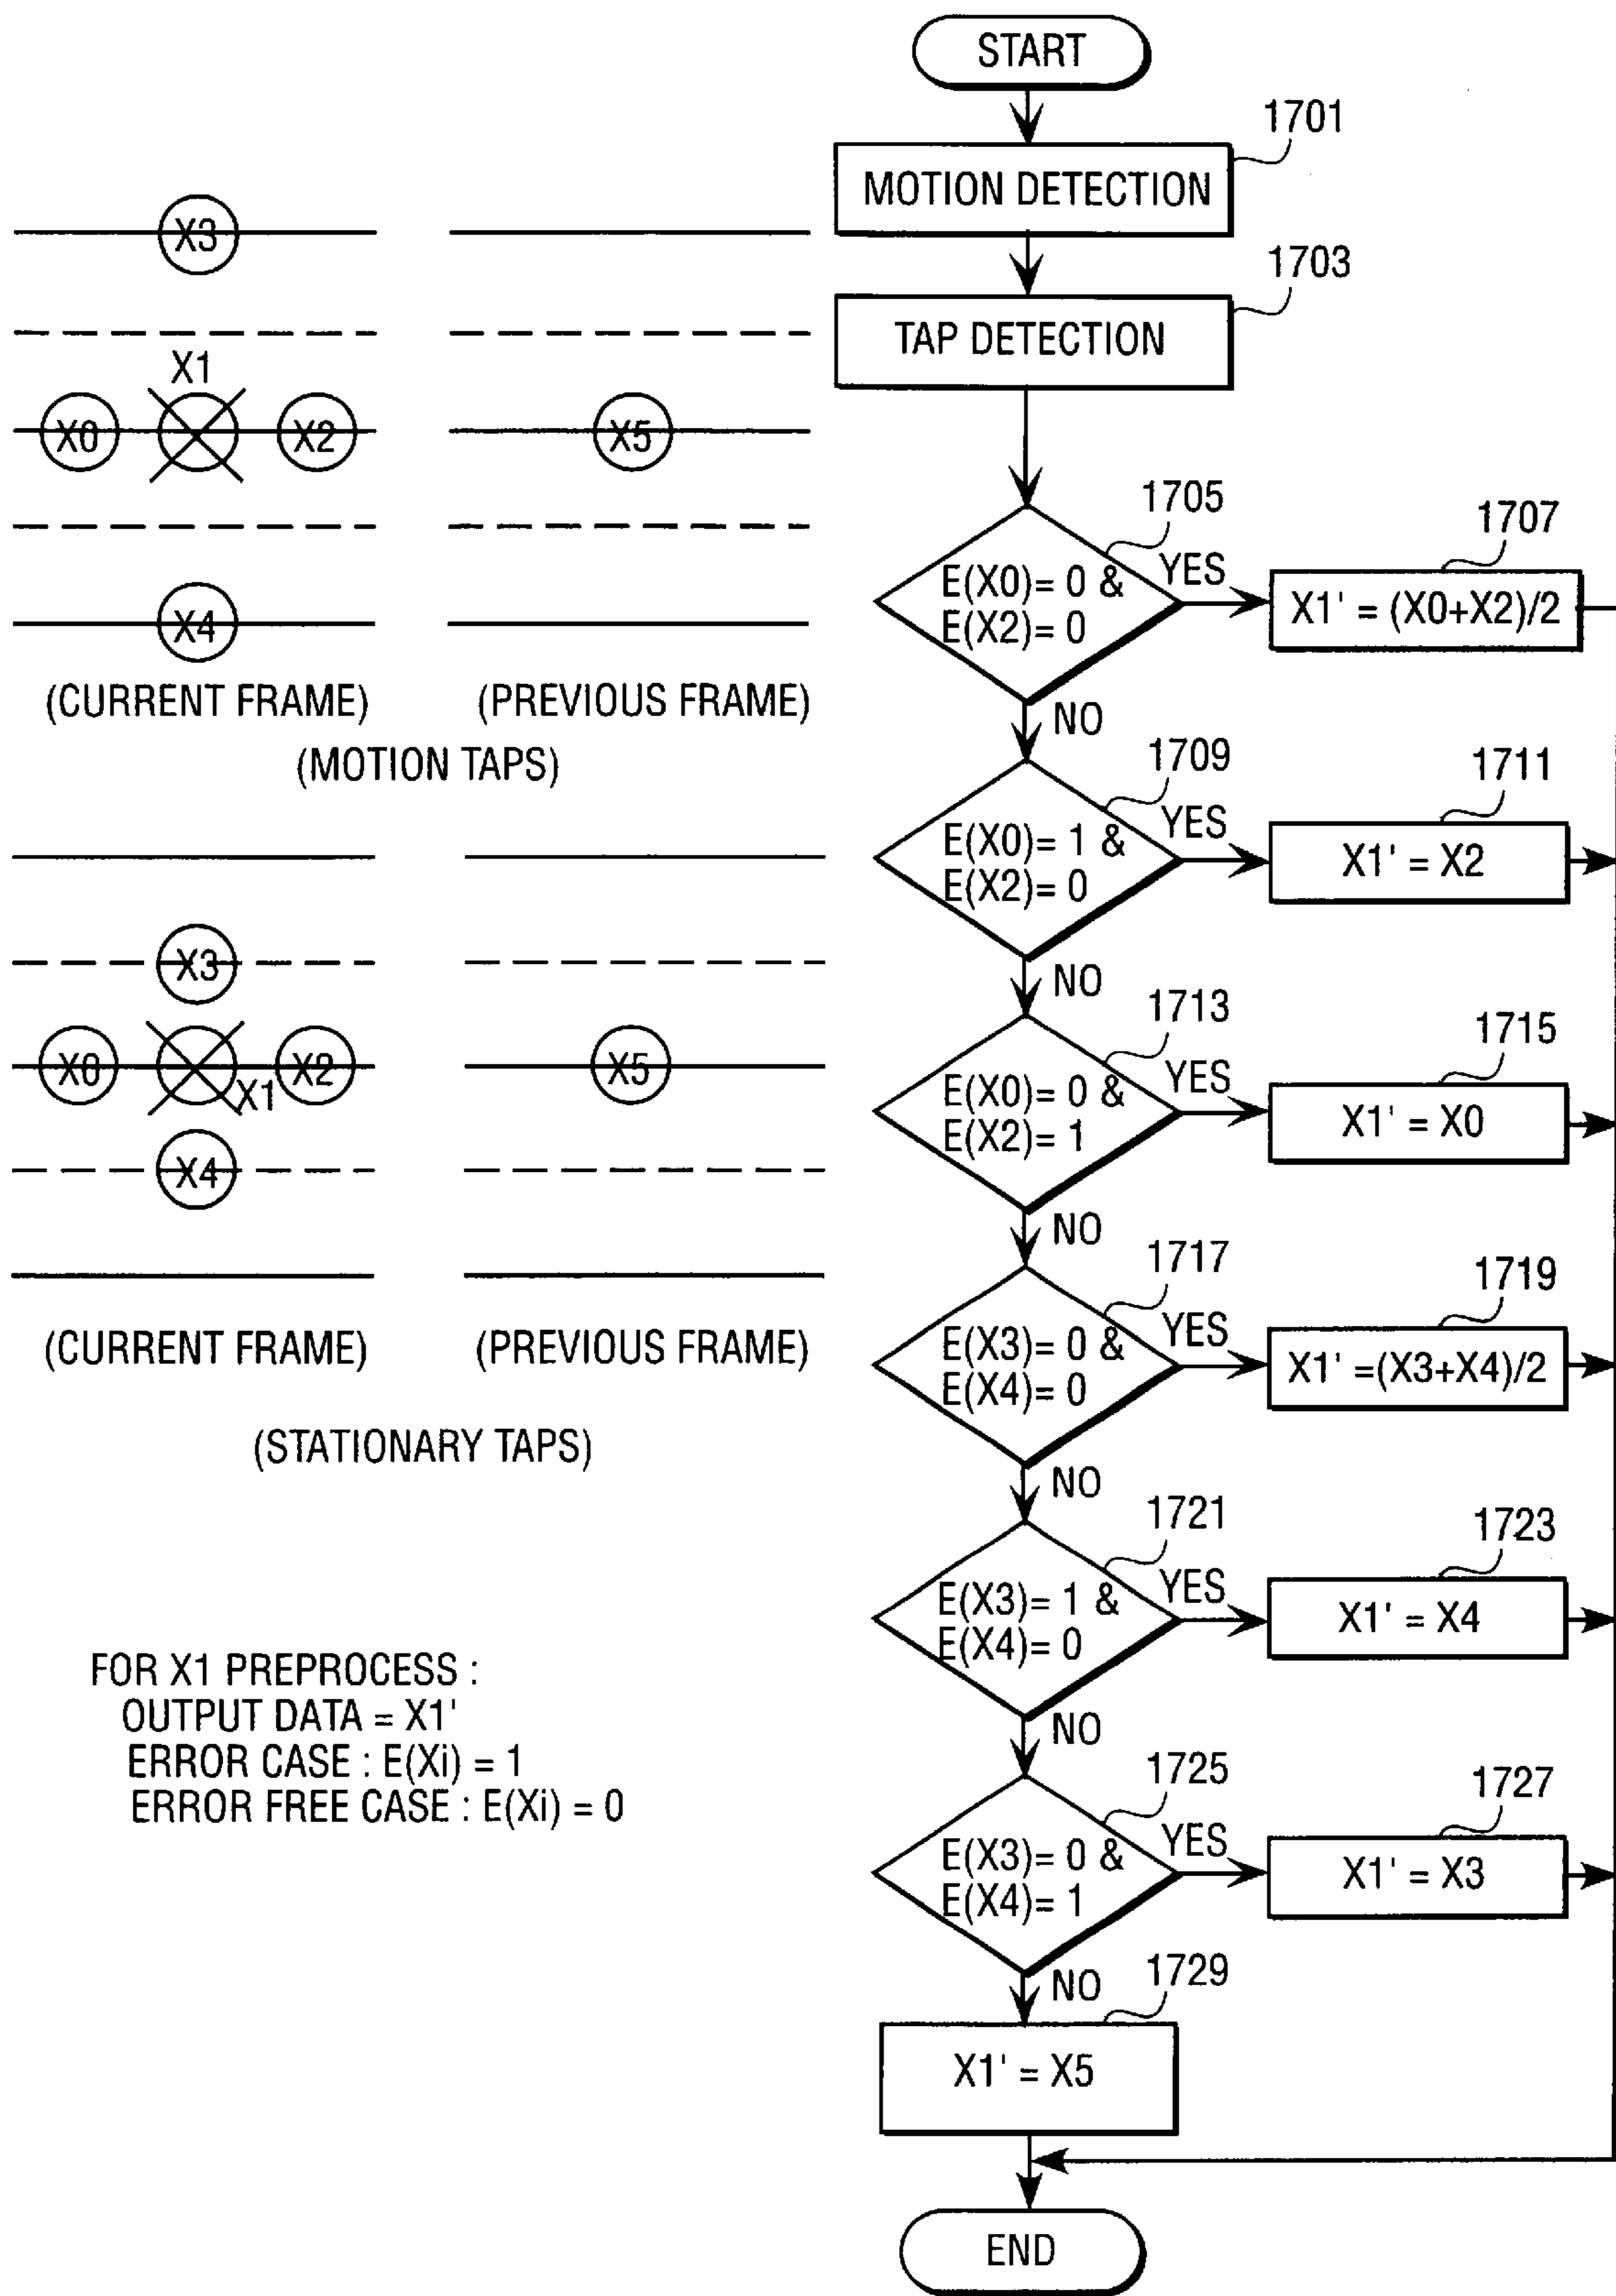 START
1701
MOTION DETECTION
1703
TAP DETECTION
X3
X1
X0
X2
X5
X4
(CURRENT FRAME)
(PREVIOUS FRAME)
(MOTION TAPS)
X3
X0
X1
X2
X5
X4
(CURRENT FRAME)
(PREVIOUS FRAME)
(STATIONARY TAPS)
FOR X1 PREPROCESS :
OUTPUT DATA = X1'
ERROR CASE : E(Xi) = 1
ERROR FREE CASE : E(Xi) = 0
1705
E(X0)= 0 &
E(X2)= 0
YES
1707
X1' = (X0+X2)/2
NO
1709
E(X0)= 1 &
E(X2)= 0
YES
1711
X1' = X2
NO
1713
E(X0)= 0 &
E(X2)= 1
YES
1715
X1' = X0
NO
1717
E(X3)= 0 &
E(X4)= 0
YES
1719
X1' =(X3+X4)/2
NO
1721
E(X3)= 1 &
E(X4)= 0
YES
1723
X1' = X4
NO
1725
E(X3)= 0 &
E(X4)= 1
YES
1727
X1' = X3
NO
1729
X1' = X5
END